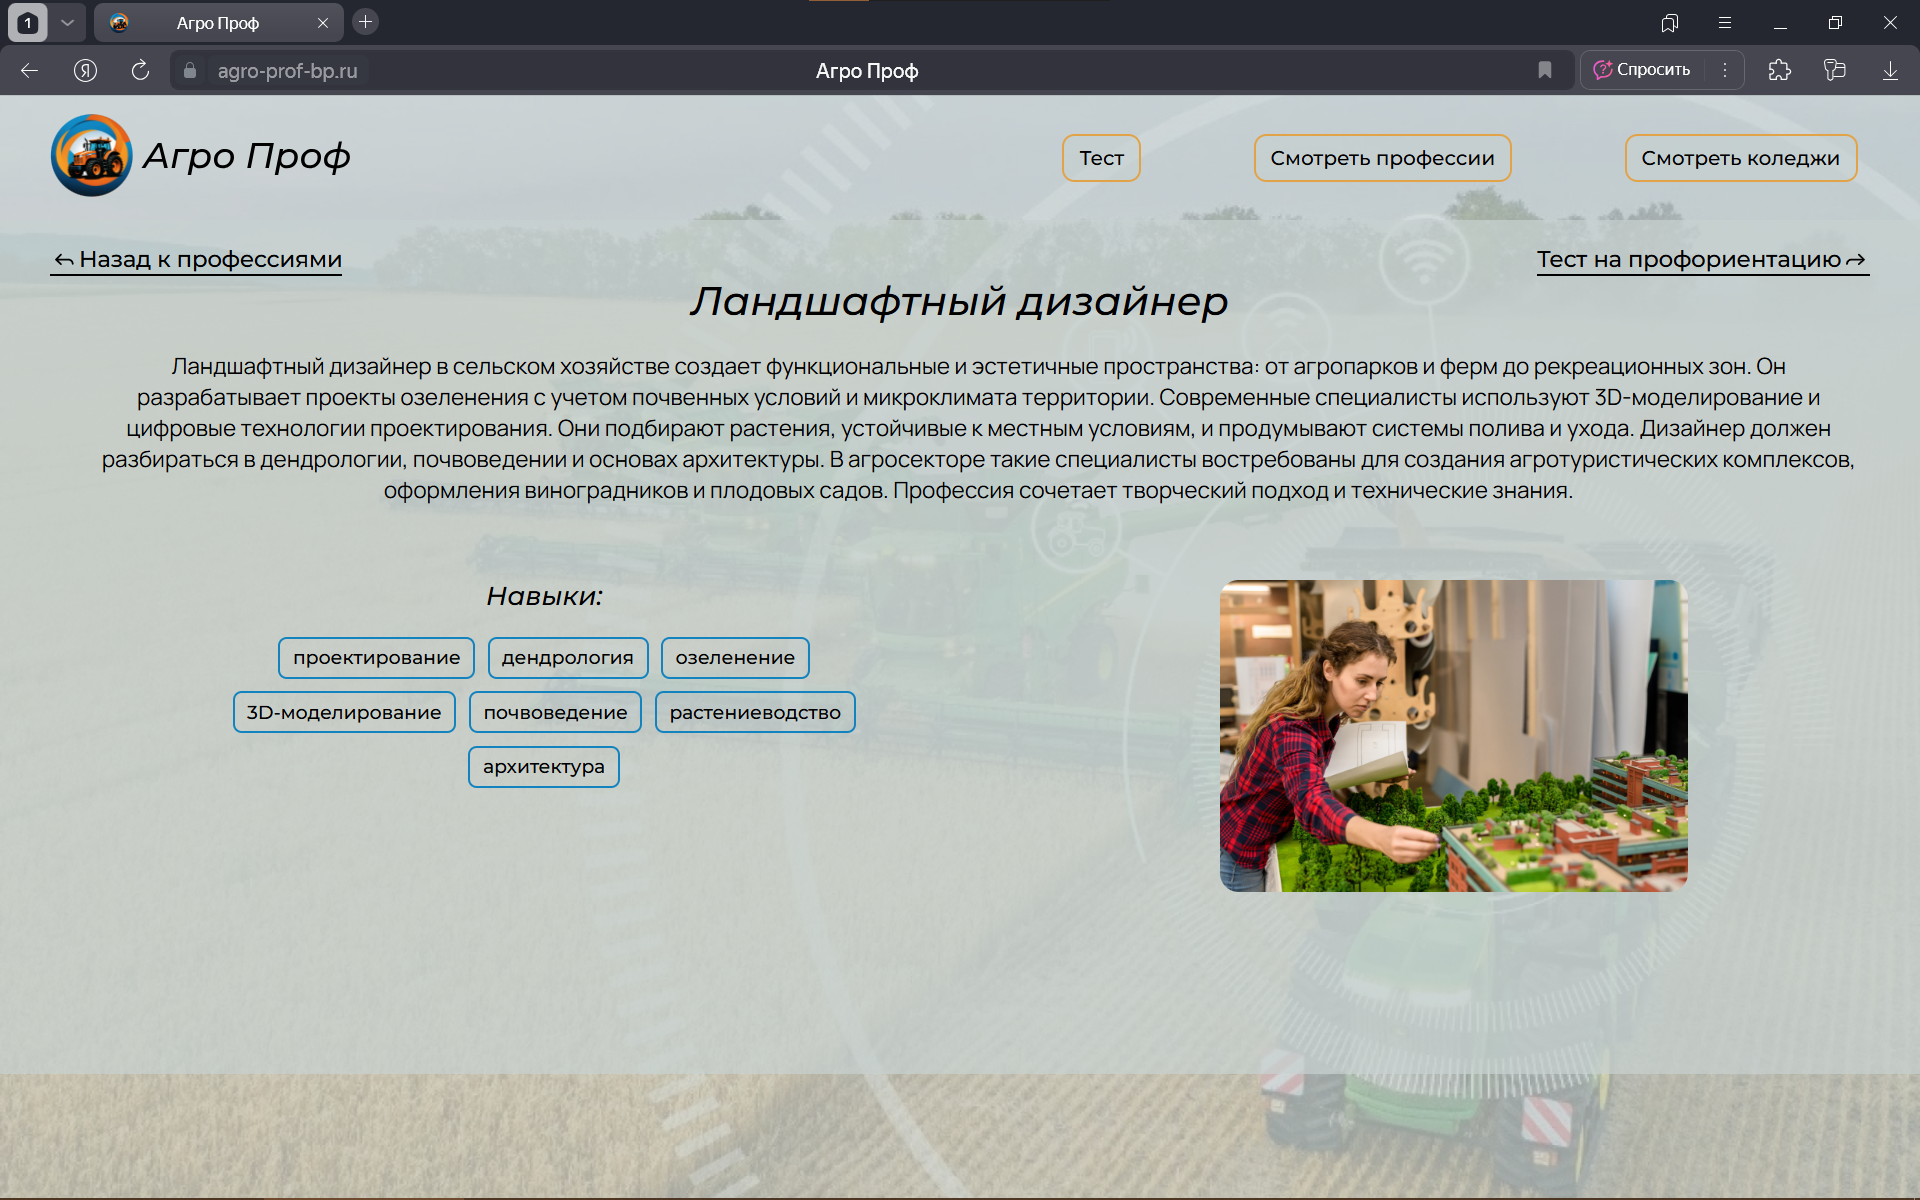 1
Агро Проф
agro-prof-bp.ru
Агро Проф
Спросить
Агро Проф
Тест
Смотреть профессии
Смотреть коледжи
Назад к профессиями
Тест на профориентацию
Ландшафтный дизайнер
Ландшафтный дизайнер в сельском хозяйстве создает функциональные и эстетичные пространства: от агропарков и ферм до рекреационных зон. Он
разрабатывает проекты озеленения с учетом почвенных условий и микроклимата территории. Современные специалисты используют 3D-моделирование и
цифровые технологии проектирования. Они подбирают растения, устойчивые к местным условиям, и продумывают системы полива и ухода. Дизайнер должен
разбираться в дендрологии, почвоведении и основах архитектуры. В агросекторе такие специалисты востребованы для создания агротуристических комплексов,
оформления виноградников и плодовых садов. Профессия сочетает творческий подход и технические знания.
Навыки:
проектирование
дендрология
озеленение
3D-моделирование
почвоведение
растениеводство
архитектура